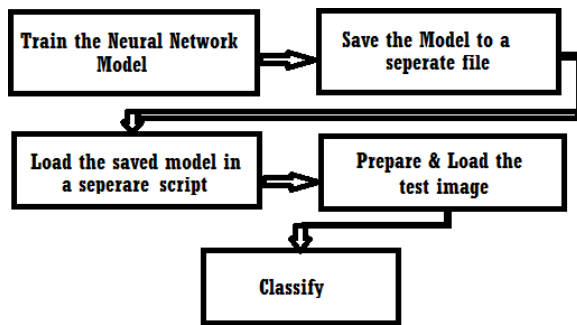 Train the Neural Network
Model
Save the Model to a
seperate file
Load the saved model in
a seperare script
Prepare & Load the
test image
Classify